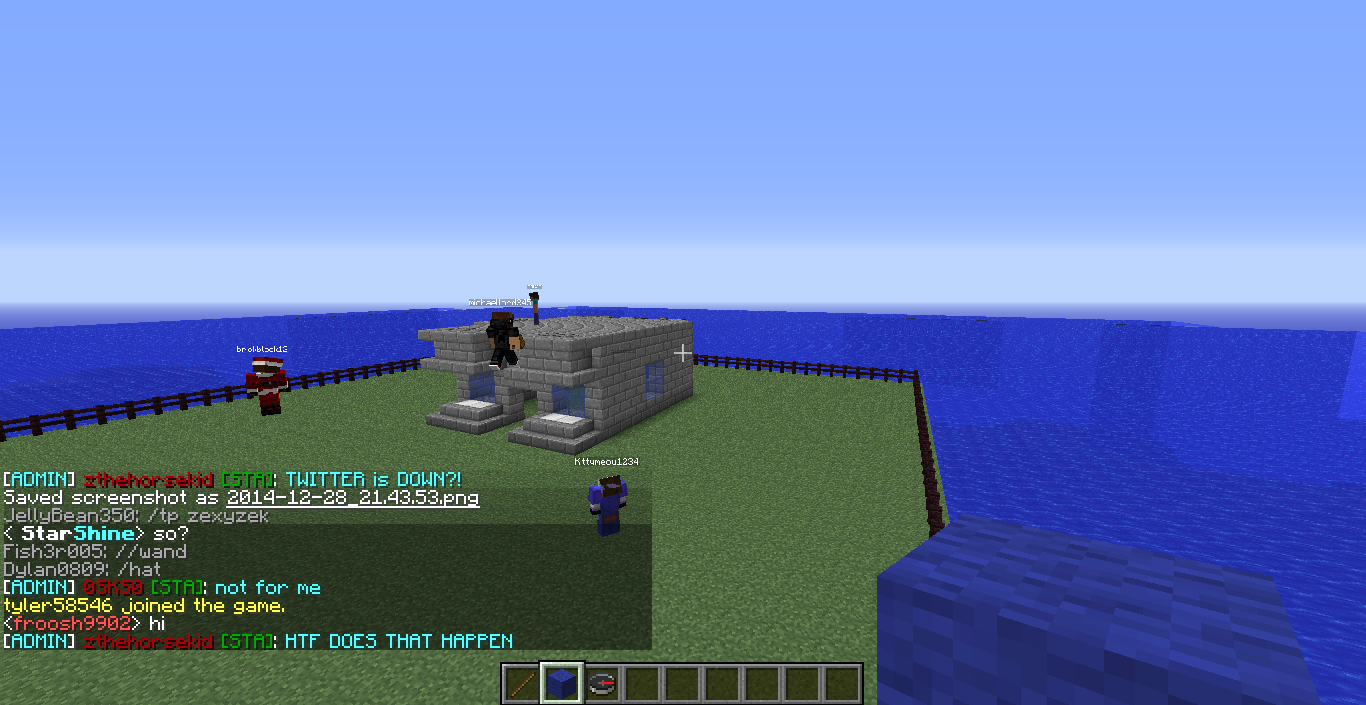 brickblock13
Kttymeou1234
[ADMIN] zthehorsekid [STA]: TWITTER is DOWN?!
Saved screenshot as 2014-12-28_21.43.53.png
JellyBean350: /tp zexyzek
< StarShine> so?
Fish3r005: //wand
Dylan0809: /hat
[ADMIN] 05K50 [STA]: not for me
tyler58546 joined the game.
<froosh9902> hi
[ADMIN] zthehorsekid [STA]: HTF DOES THAT HAPPEN